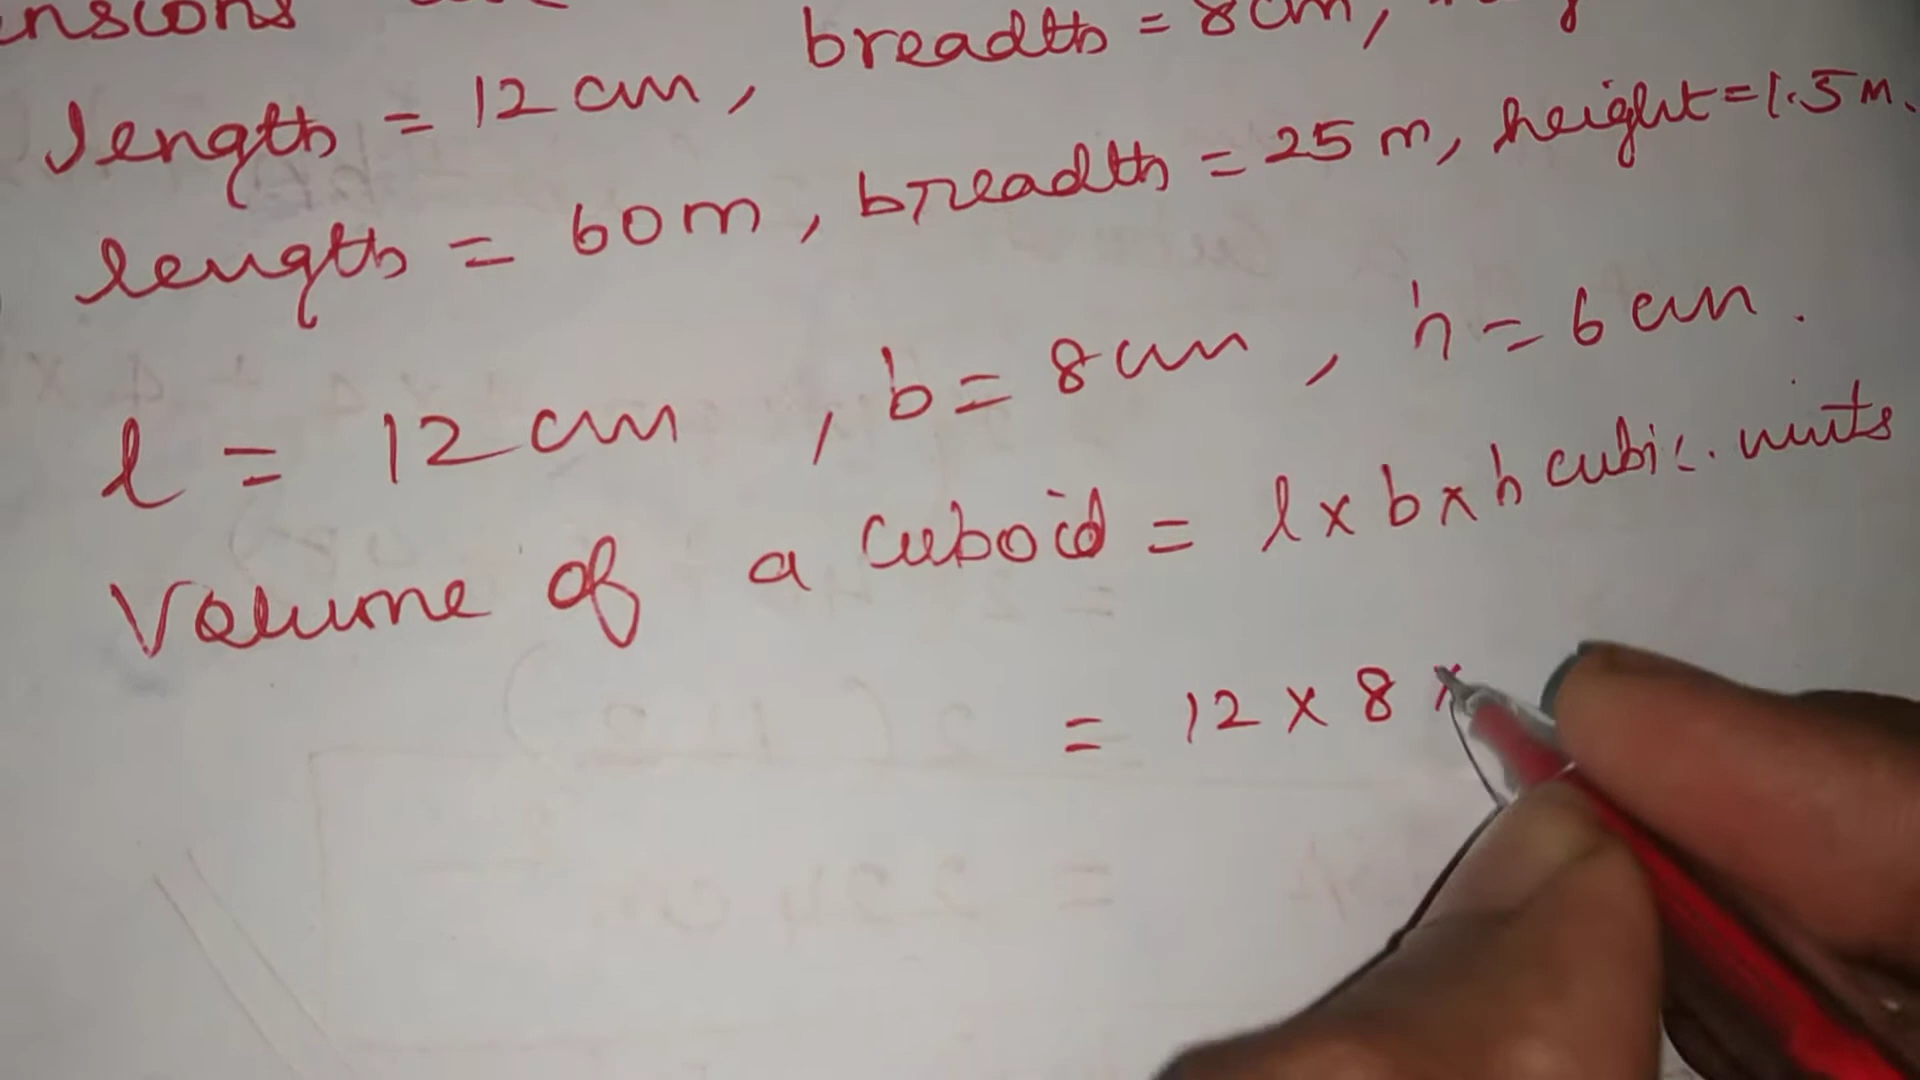 breadth = 8cm,
length = 12 cm,
length = 60m, breadth = 25 m, height = 1.5 m.
l = 12 cm, b = 8 cm, h = 6 cm.
Volume of a cuboid = l x b x h cubic. units
= 12 x 8 x